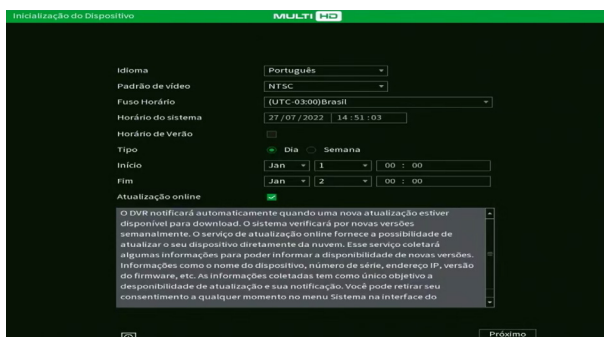 Inicialização do Dispositivo MULTI HD
Idioma Português
Padrão de vídeo NTSC
Fuso Horário (UTC-03:00)Brasil
Horário do sistema 27/07/2022 14:51:03
Horário de Verão
Tipo Dia Semana
Início Jan 1 00 : 00
Fim Jan 2 00 : 00
Atualização online
O DVR notificará automaticamente quando uma nova atualização estiver
disponível para download. O sistema verificará por novas versões
semanalmente. O serviço de atualização online fornece a possibilidade de
atualizar o seu dispositivo diretamente da nuvem. Esse serviço coletará
algumas informações para poder informar a disponibilidade de novas versões.
Informações como o nome do dispositivo, número de série, endereço IP, versão
do firmware, etc. As informações coletadas tem como único objetivo a
desponibilidade de atualização e sua notificação. Você pode retirar seu
consentimento a qualquer momento no menu Sistema na interface do
Próximo